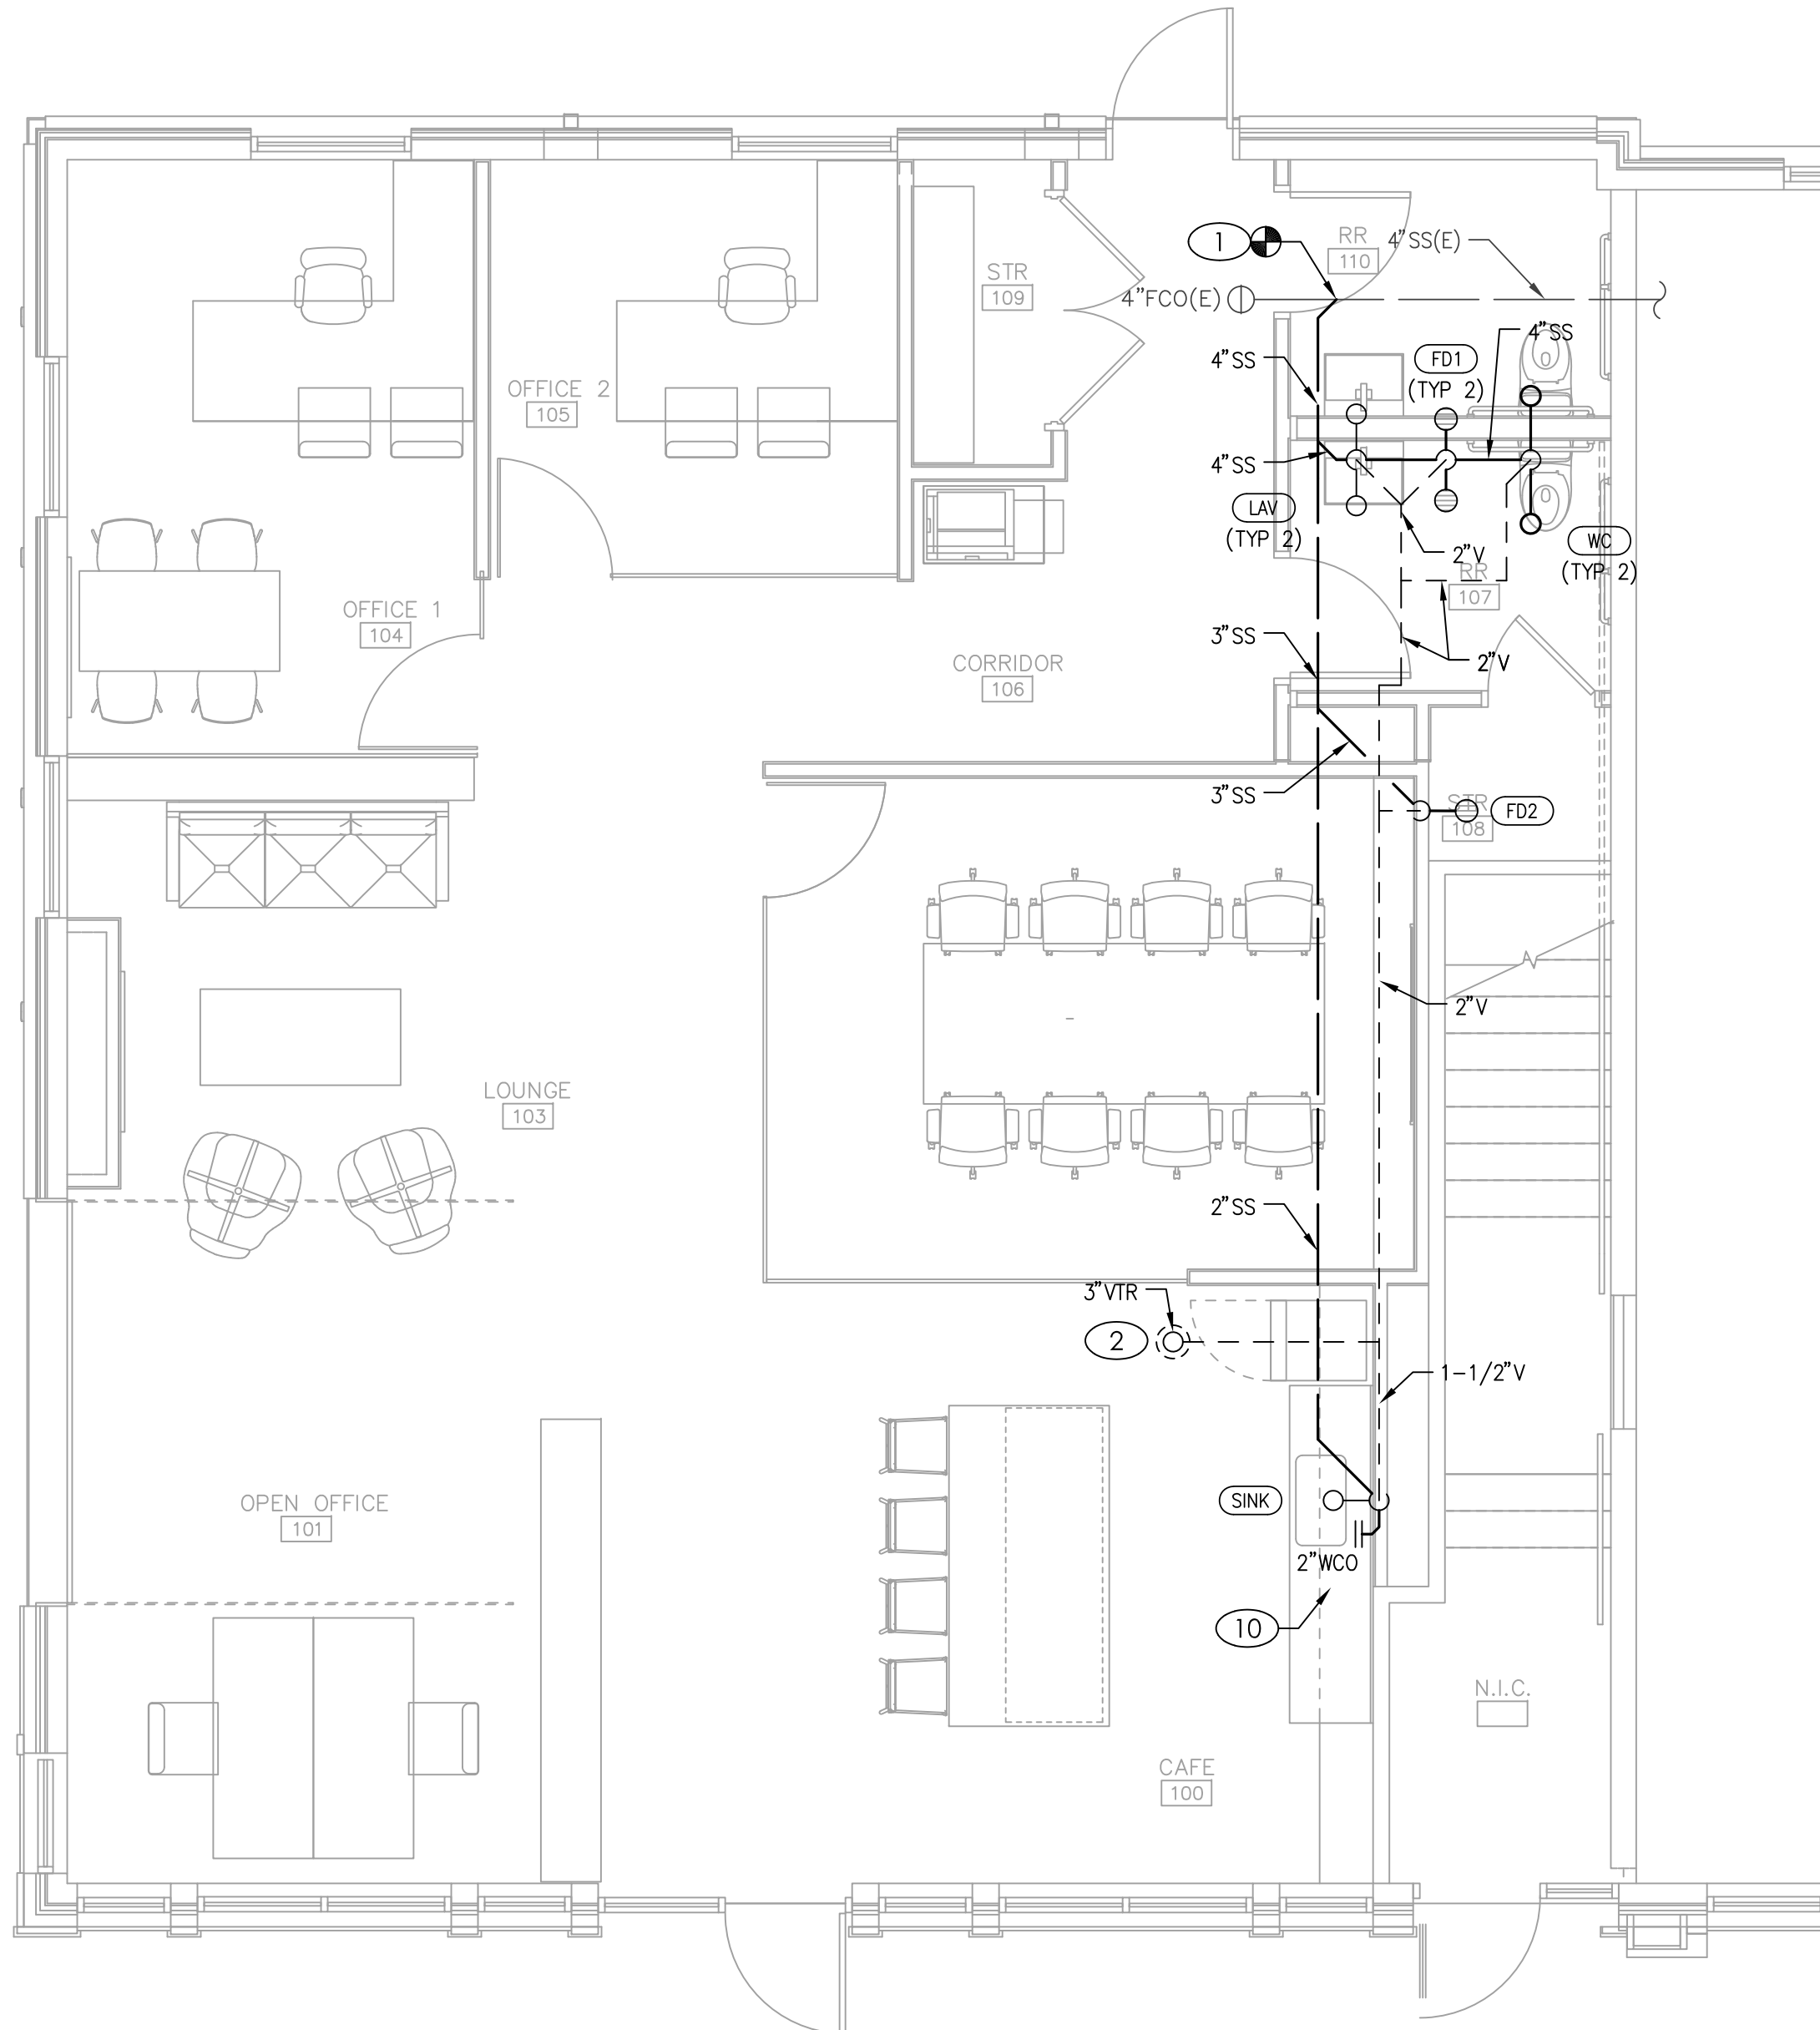 1
RR
110
4"SS(E)
STR
109
4"FCO(E)
4"SS
4"SS
FD1
(TYP 2)
OFFICE 2
105
4"SS
LAV
(TYP 2)
WC
(TYP 2)
2"V
RR
107
OFFICE 1
104
3"SS
2"V
CORRIDOR
106
3"SS
STR
108
FD2
2"V
LOUNGE
103
2"SS
3"VTR
2
1-1/2"V
OPEN OFFICE
101
SINK
2"WCO
10
N.I.C.
CAFE
100